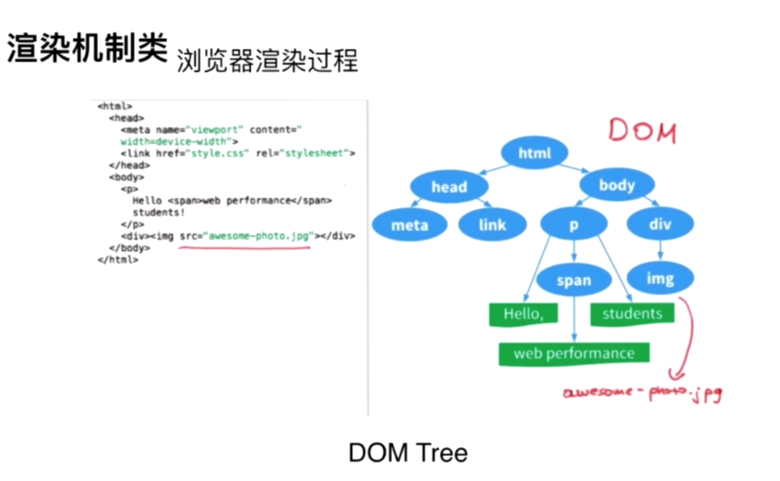 渲染机制类 浏览器渲染过程
<html>
<head>
<meta name="viewport" content="
width=device-width">
<link href="style.css" rel="stylesheet">
</head>
<body>
<p>
Hello <span>web performance</span>
students!
</p>
<div><img src="awesome-photo.jpg"></div>
</body>
</html>
DOM
html
head
body
meta
link
p
div
span
img
Hello,
students
web performance
awesome-photo.jpg
DOM Tree